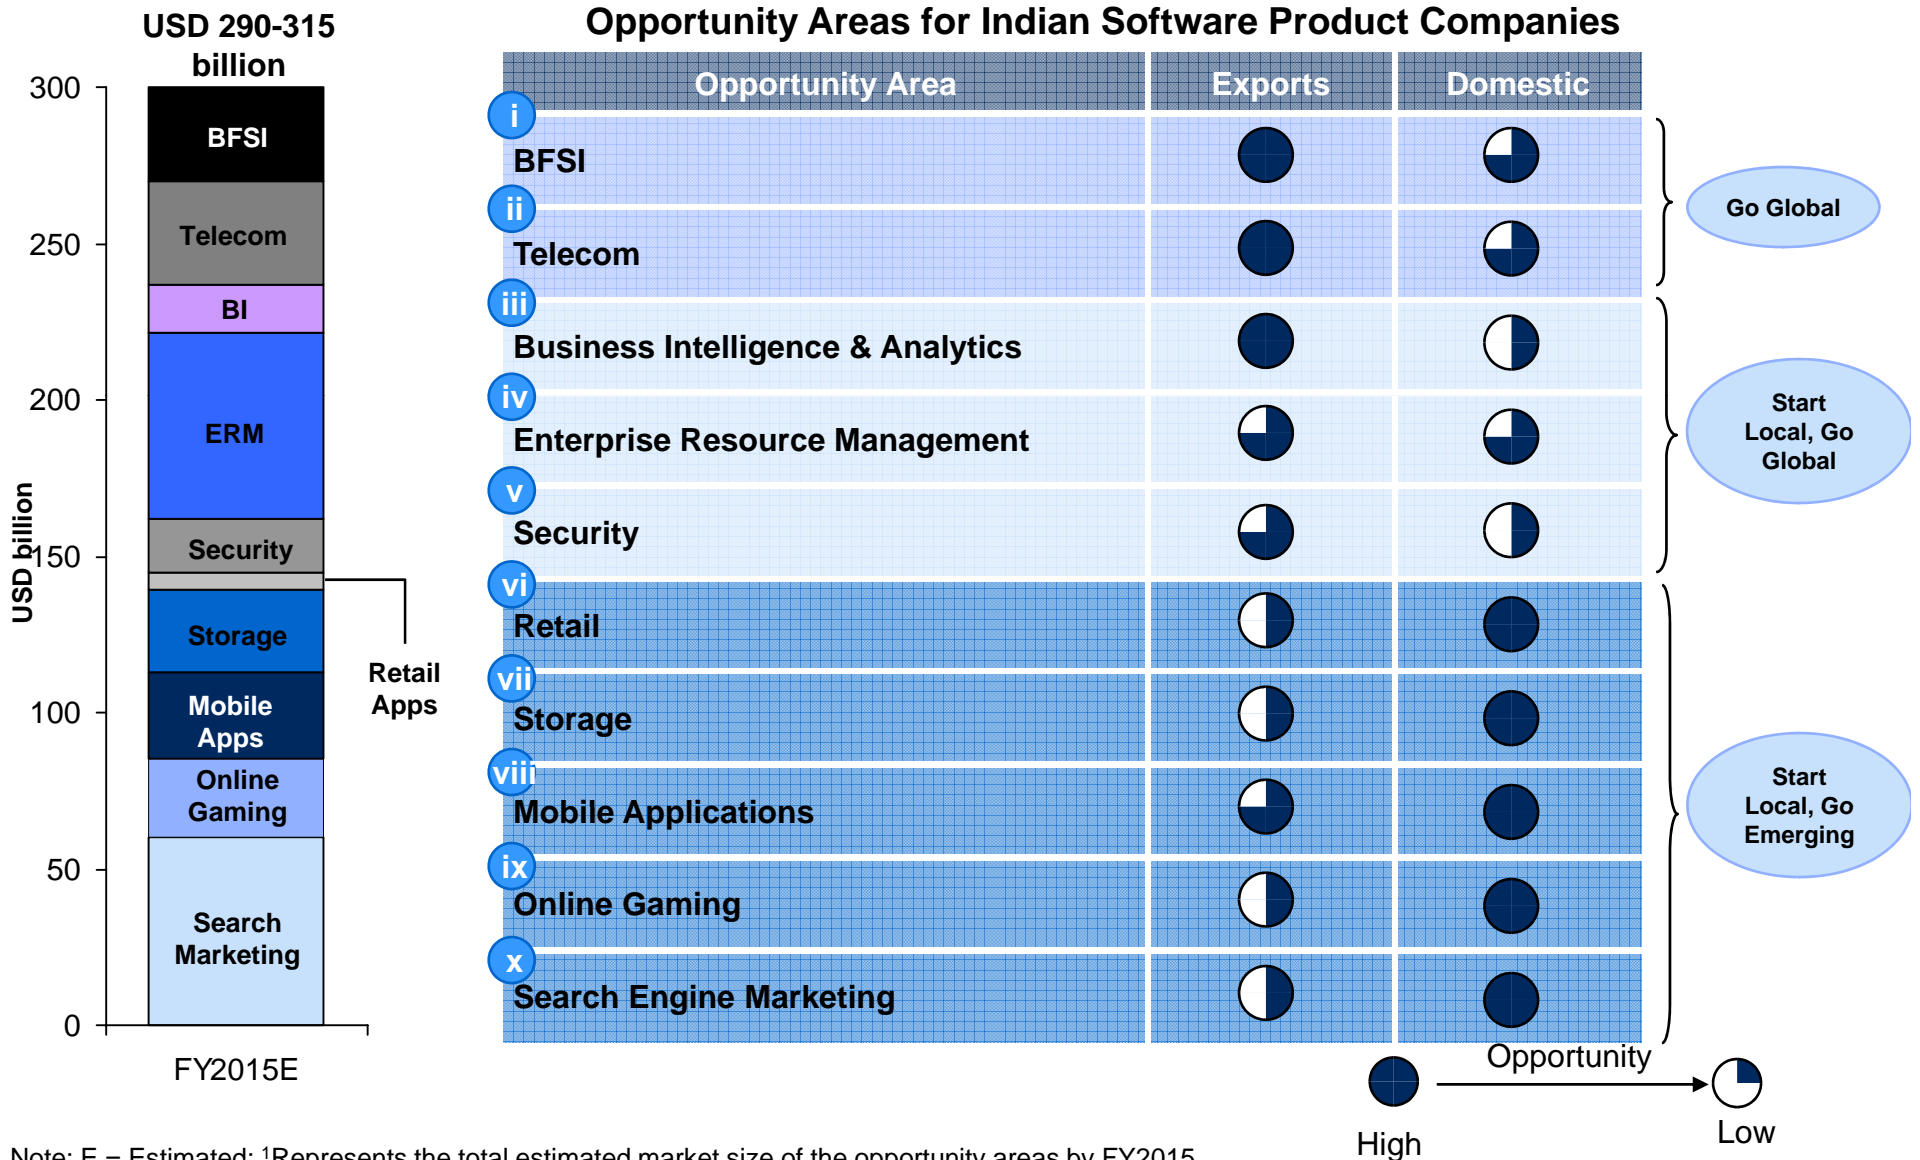 USD 290-315
billion
Opportunity Areas for Indian Software Product Companies
300
250
200
150
100
50
0
USD billion
BFSI
Telecom
BI
ERM
Security
Storage
Mobile
Apps
Online
Gaming
Search
Marketing
Retail
Apps
FY2015E
Opportunity Area Exports Domestic
i
BFSI
ii
Telecom
iii
Business Intelligence & Analytics
iv
Enterprise Resource Management
v
Security
vi
Retail
vii
Storage
viii
Mobile Applications
ix
Online Gaming
x
Search Engine Marketing
Go Global
Start
Local, Go
Global
Start
Local, Go
Emerging
Opportunity
High
Low
Note: E = Estimated; ¹Represents the total estimated market size of the opportunity areas by FY2015